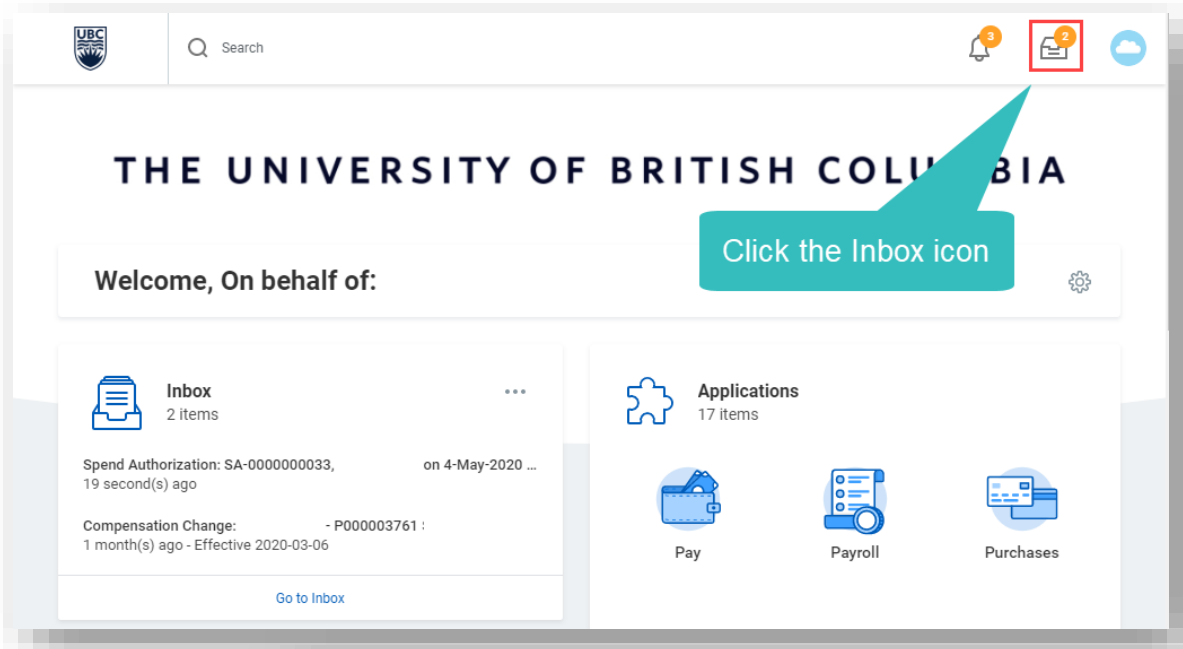 UBC
Search
3
2
THE UNIVERSITY OF BRITISH COLUMBIA
Click the Inbox icon
Welcome, On behalf of:
Inbox
2 items
Spend Authorization: SA-0000000033, on 4-May-2020 ...
19 second(s) ago
Compensation Change: - P000003761 :
1 month(s) ago - Effective 2020-03-06
Go to Inbox
Applications
17 items
Pay
Payroll
Purchases